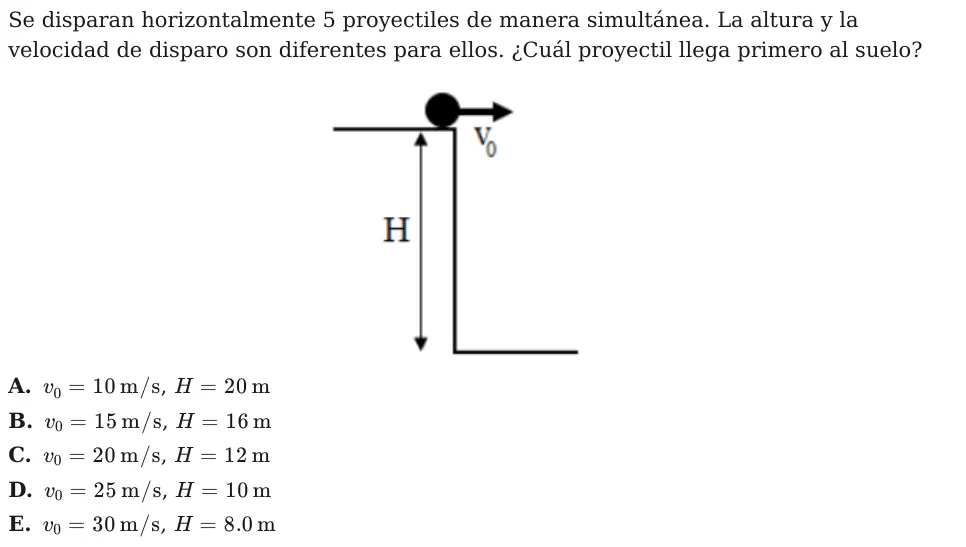 Se disparan horizontalmente 5 proyectiles de manera simultánea. La altura y la
velocidad de disparo son diferentes para ellos. ¿Cuál proyectil llega primero al suelo?
v₀
H
A. v₀ = 10 m/s, H = 20 m
B. v₀ = 15 m/s, H = 16 m
C. v₀ = 20 m/s, H = 12 m
D. v₀ = 25 m/s, H = 10 m
E. v₀ = 30 m/s, H = 8.0 m